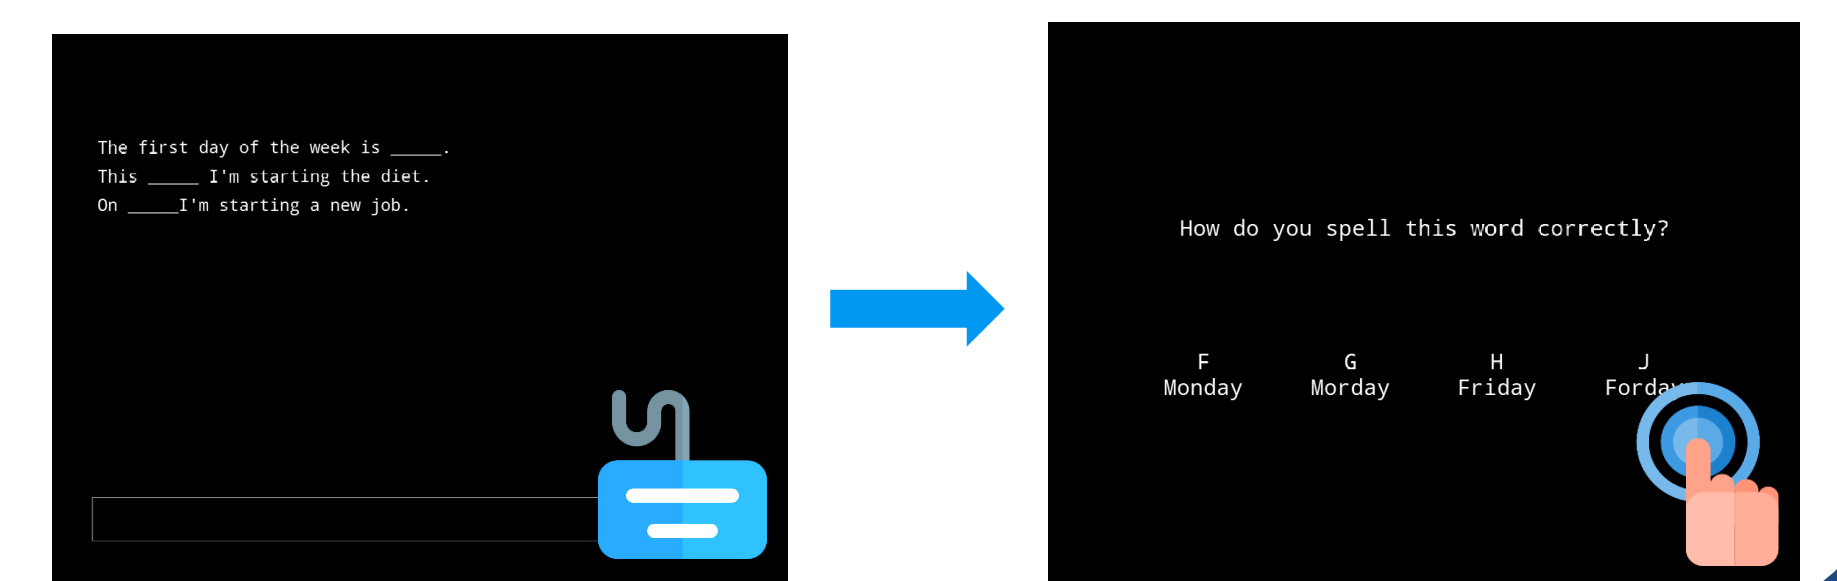 The first day of the week is _____.
This _____ I'm starting the diet.
On _____I'm starting a new job.
How do you spell this word correctly?
F G H J
Monday Morday Friday Forday